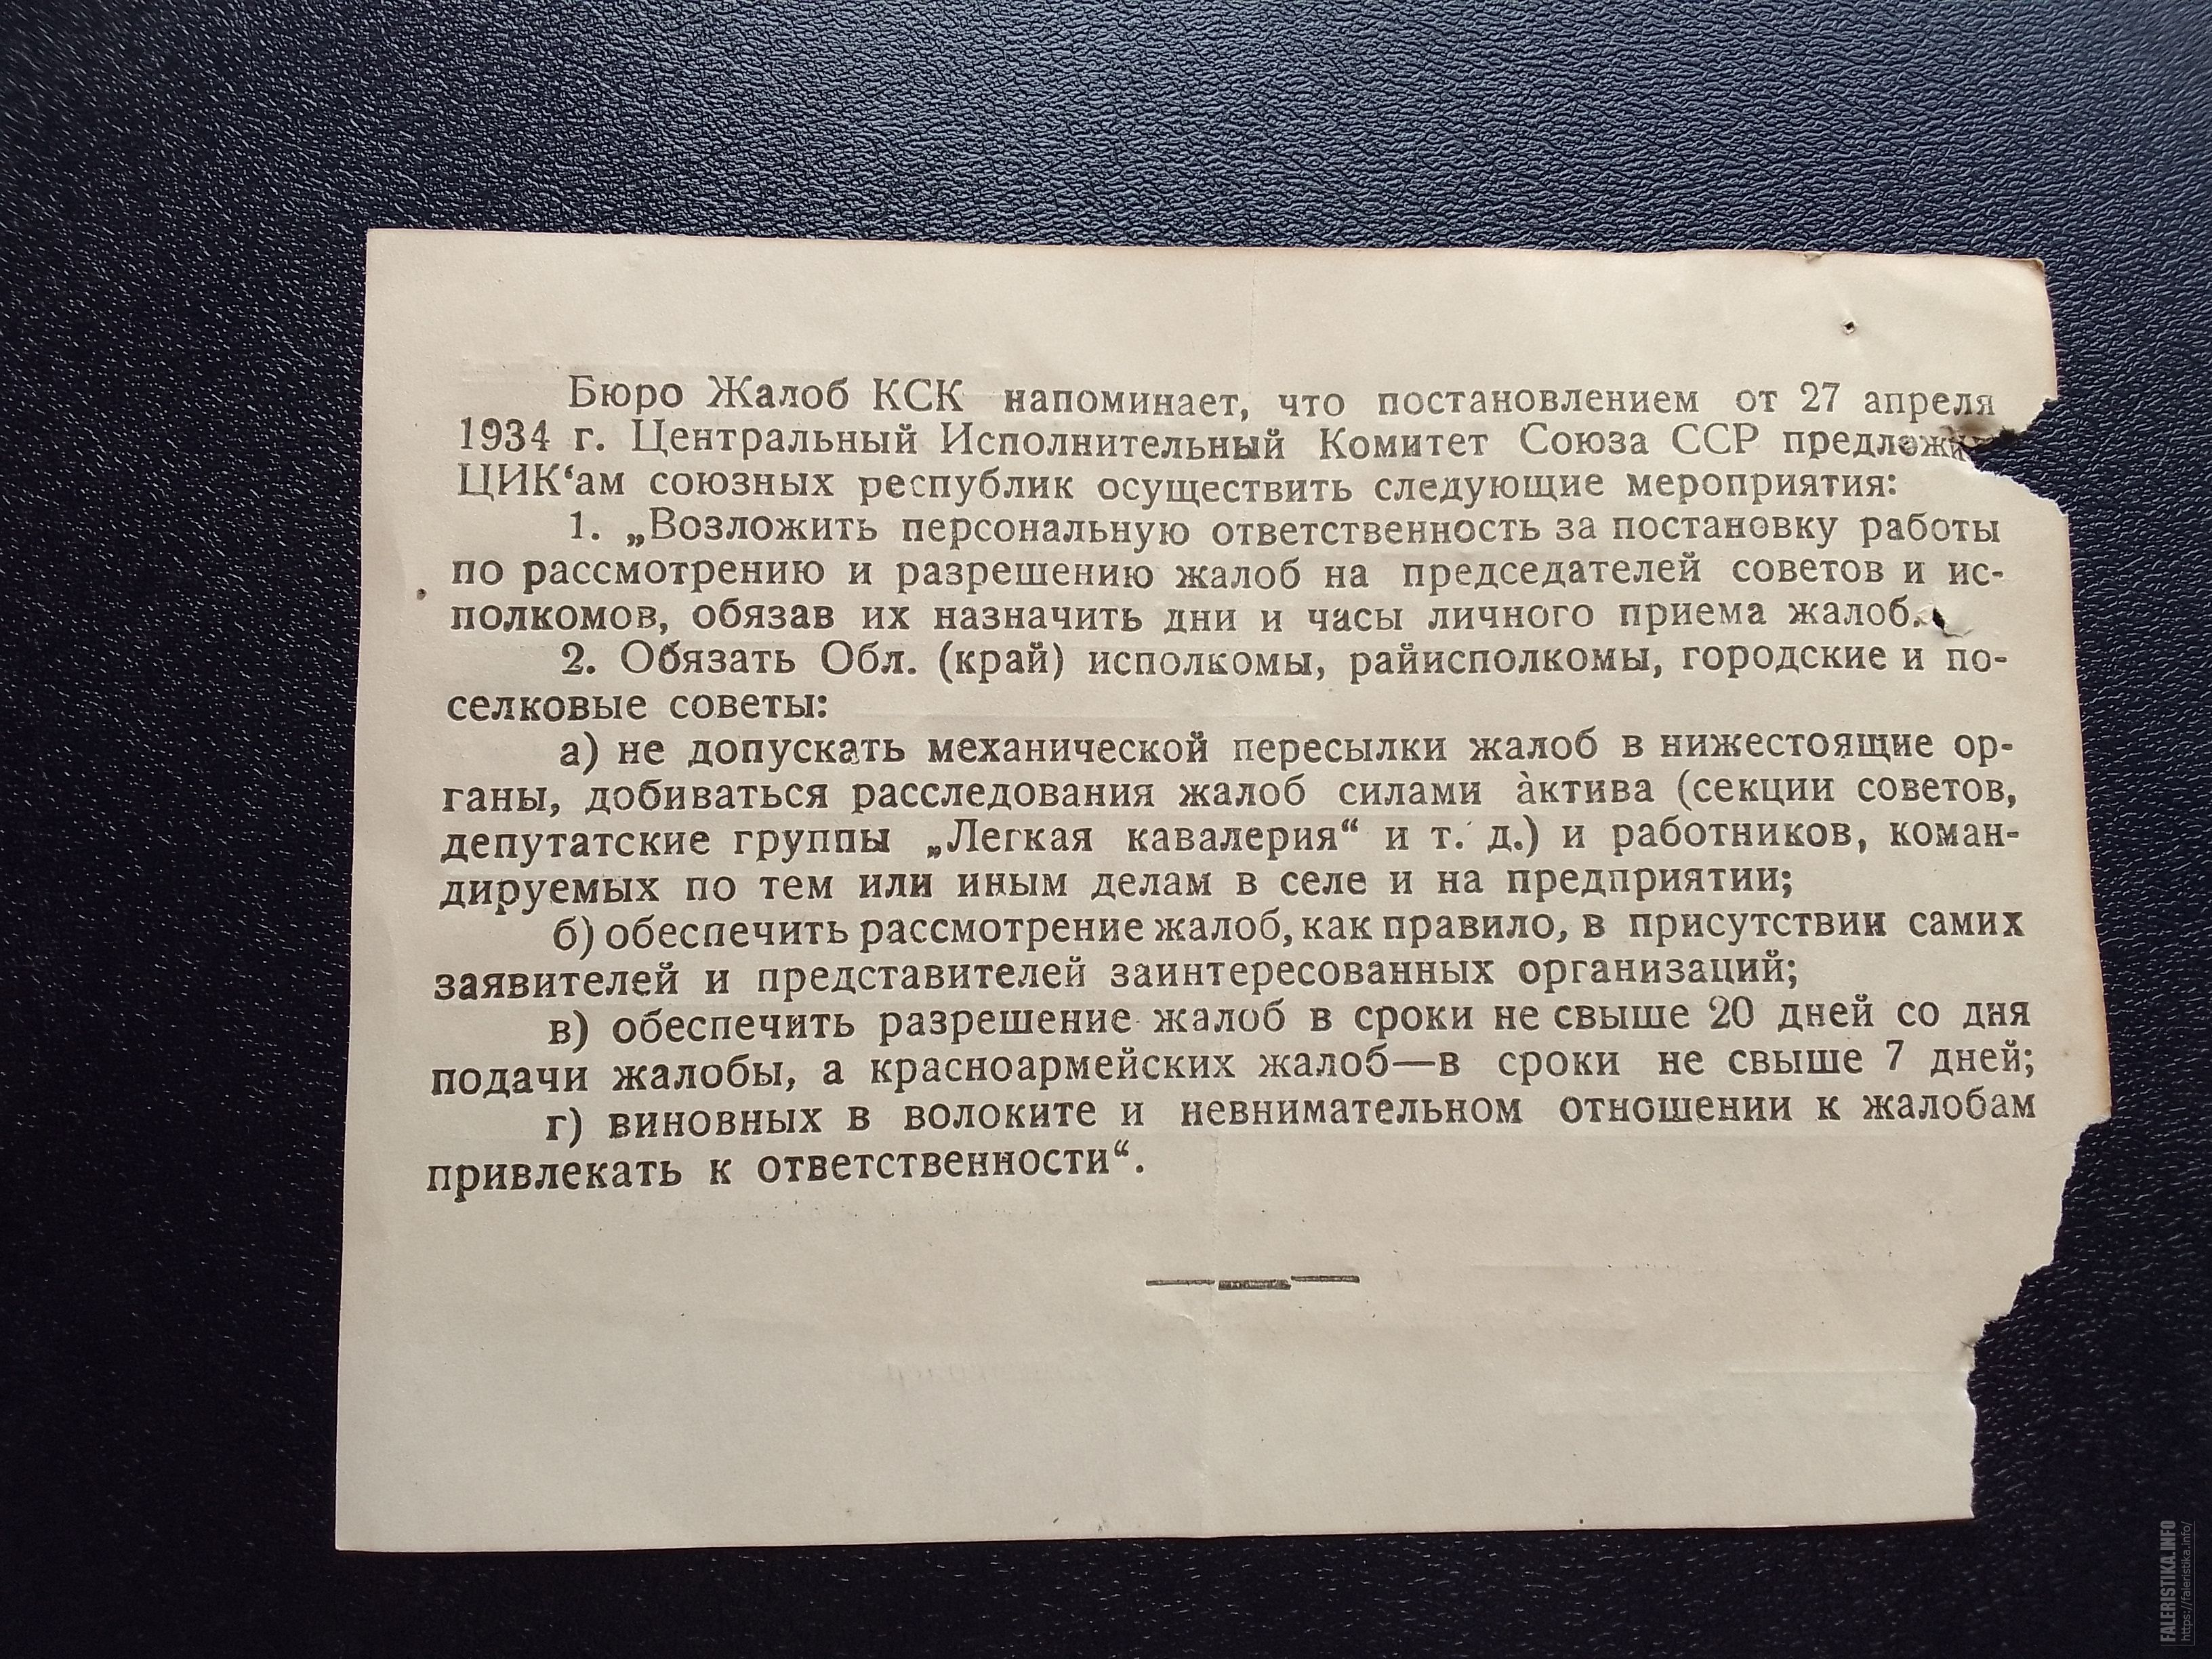 Бюро Жалоб КСК напоминает, что постановлением от 27 апреля
1934 г. Центральный Исполнительный Комитет Союза ССР
ЦИК‘ам союзных республик осуществить следующие мероприятия:
1. „Возложить персональную ответственность за постановку работы
по рассмотрению и разрешению жалоб на председателей советов и ис-
полкомов, обязав их назначить дни и часы личного приема жалоб.
2. Обязать Обл. (край) исполкомы, райисполкомы, городские и по-
селковые советы:
а) не допускать механической пересылки жалоб в нижестоящие ор-
ганы, добиваться расследования жалоб силами актива (секции советов,
депутатские группы „Легкая кавалерия“ и т. д.) и работников, коман-
дируемых по тем или иным делам в селе и на предприятии;
б) обеспечить рассмотрение жалоб, как правило, в присутствии самих
заявителей и представителей заинтересованных организаций;
в) обеспечить разрешение жалоб в сроки не свыше 20 дней со дня
подачи жалобы, а красноармейских жалоб—в сроки не свыше 7 дней;
г) виновных в волоките и невнимательном отношении к жалобам
привлекать к ответственности“.
FALERISTIKA.INFO
https://faleristika.info/